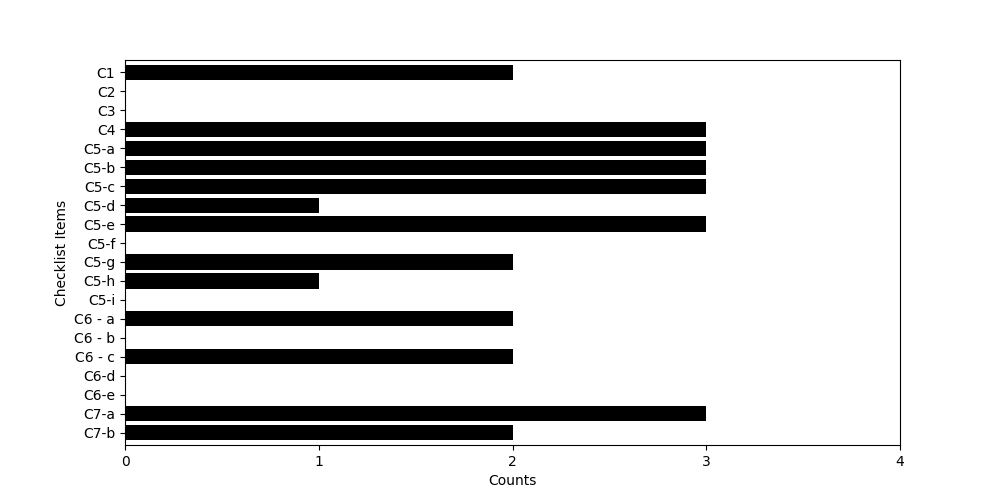 C1
C2
C3
C4
C5-a
C5-b
C5-c
C5-d
C5-e
C5-f
C5-g
C5-h
C5-i
C6 - a
C6 - b
C6 - c
C6-d
C6-e
C7-a
C7-b
Checklist Items
0 1 2 3 4
Counts